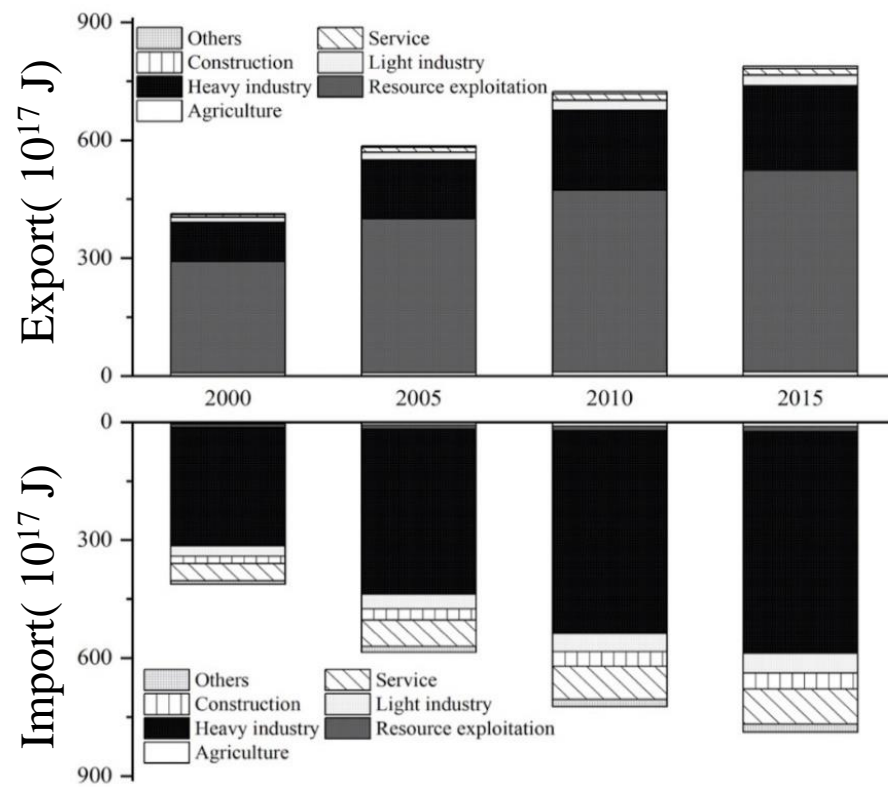 Export( 10¹⁷ J)
900
600
300
0
Others Service
Construction Light industry
Heavy industry Resource exploitation
Agriculture
2000 2005 2010 2015
Import( 10¹⁷ J)
0
300
600
900
Others Service
Construction Light industry
Heavy industry Resource exploitation
Agriculture